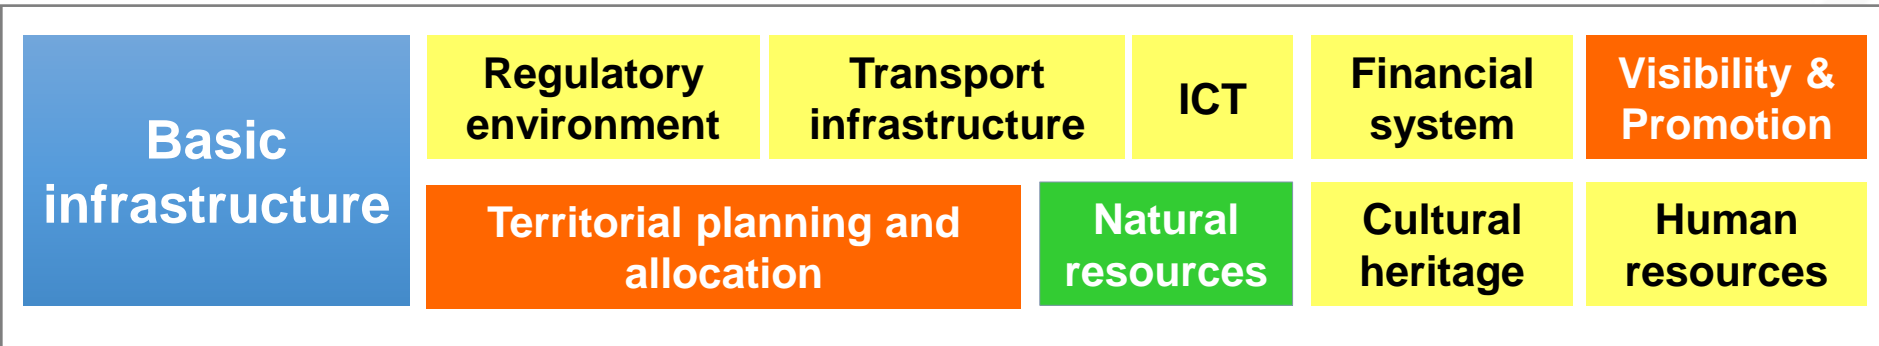 Basic
infrastructure
Regulatory
environment
Transport
infrastructure
ICT
Financial
system
Visibility &
Promotion
Territorial planning and
allocation
Natural
resources
Cultural
heritage
Human
resources